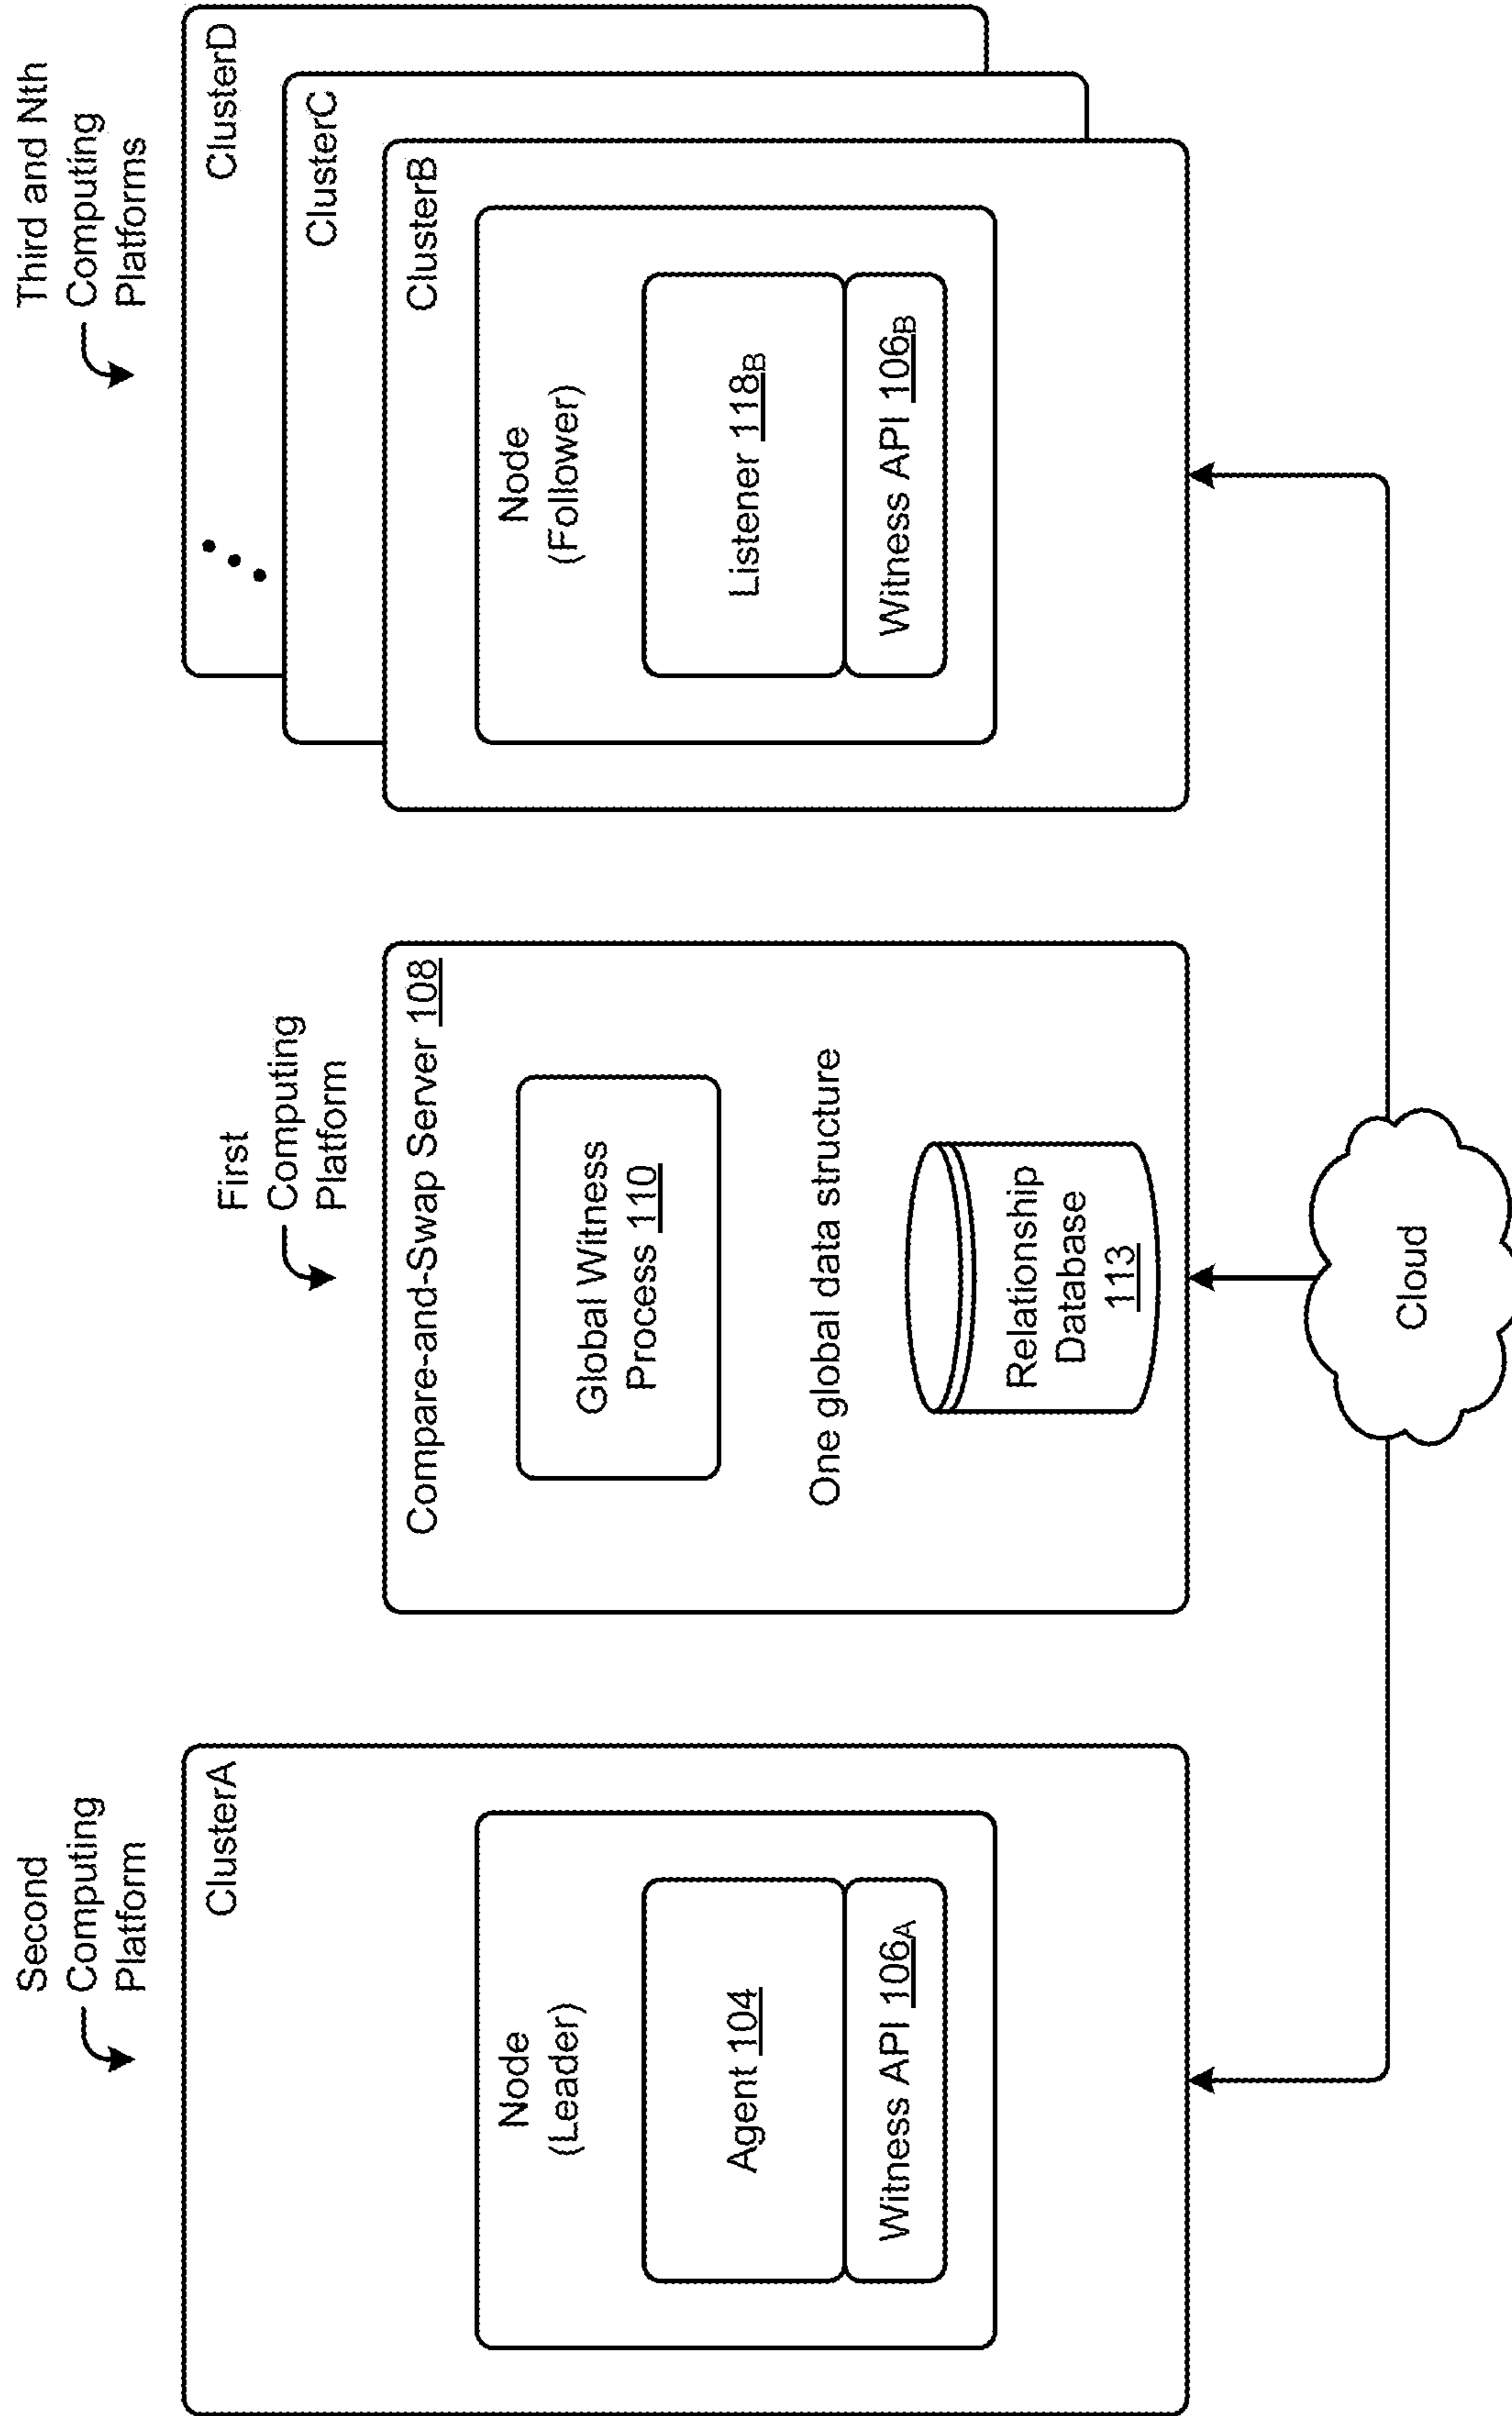 Second
Computing
Platform
ClusterA
Node
(Leader)
Agent 104
Witness API 106A
First
Computing
Platform
Compare-and-Swap Server 108
Global Witness
Process 110
One global data structure
Relationship
Database
113
Third and Nth
Computing
Platforms
ClusterD
ClusterC
ClusterB
Node
(Follower)
Listener 118B
Witness API 106B
Cloud